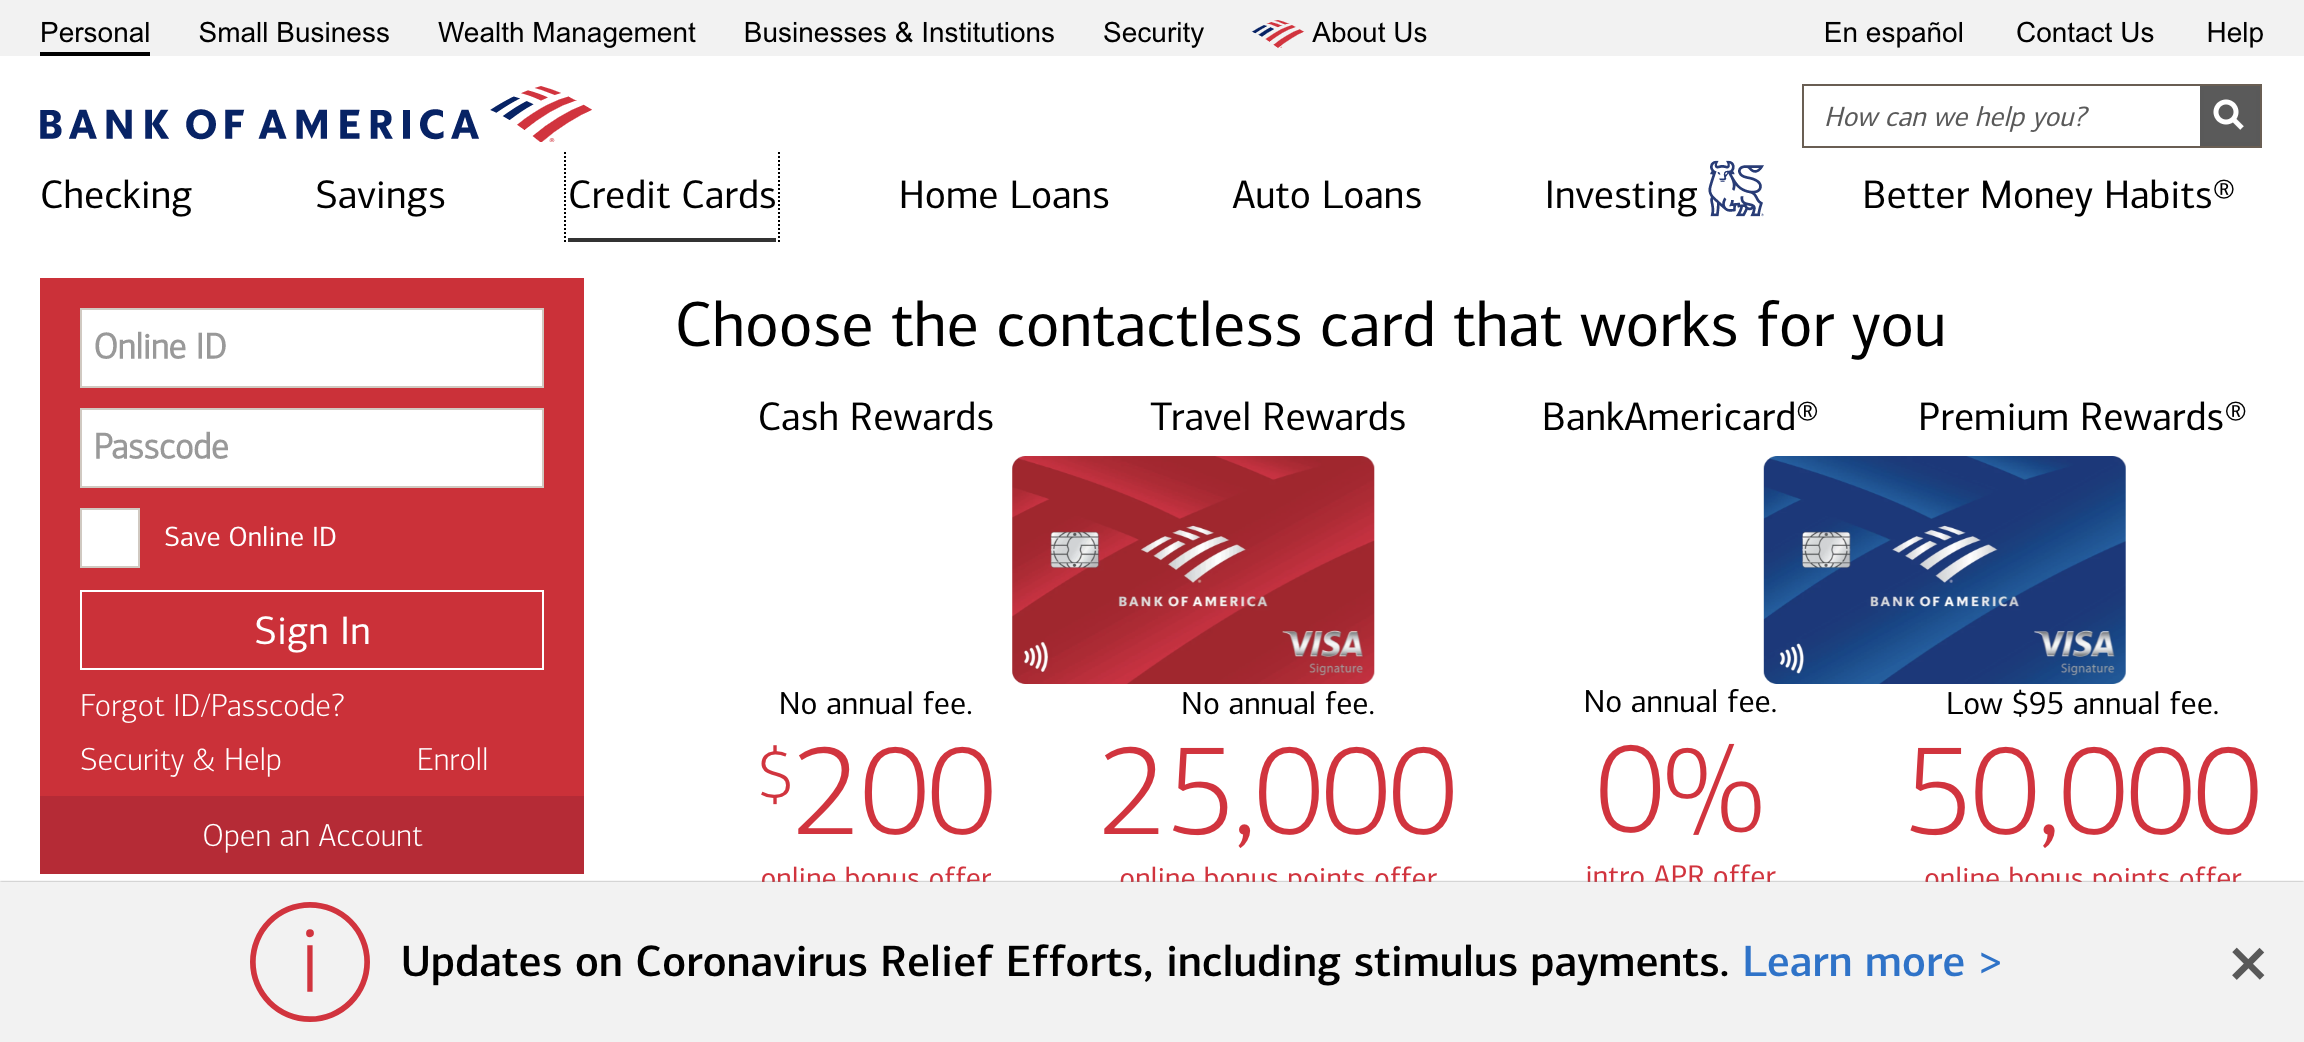 Personal Small Business Wealth Management Businesses & Institutions Security About Us En español Contact Us Help
BANK OF AMERICA
How can we help you?
Checking Savings Credit Cards Home Loans Auto Loans Investing Better Money Habits®
Online ID
Passcode
Save Online ID
Sign In
Forgot ID/Passcode?
Security & Help Enroll
Open an Account
Choose the contactless card that works for you
Cash Rewards Travel Rewards BankAmericard® Premium Rewards®
BANK OF AMERICA
VISA
Signature
BANK OF AMERICA
VISA
Signature
No annual fee. No annual fee. No annual fee. Low $95 annual fee.
$200 25,000 0% 50,000
online bonus offer online bonus points offer intro APR offer online bonus points offer
i
Updates on Coronavirus Relief Efforts, including stimulus payments. Learn more >